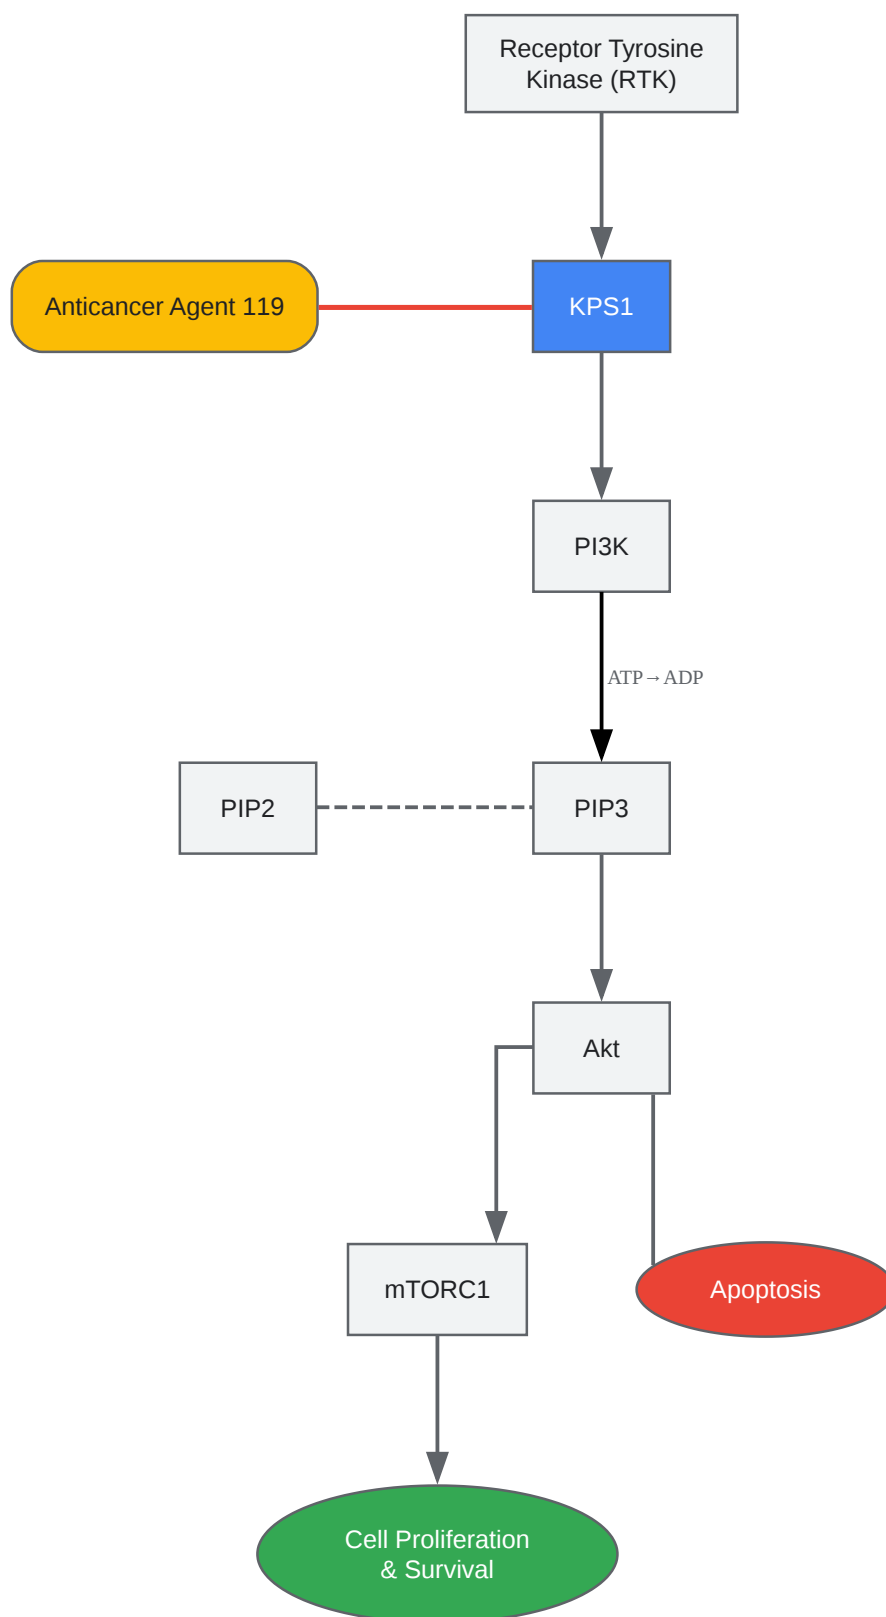 Receptor Tyrosine
Kinase (RTK)
Anticancer Agent 119
KPS1
PI3K
ATP→ADP
PIP2
PIP3
Akt
mTORC1
Apoptosis
Cell Proliferation
& Survival